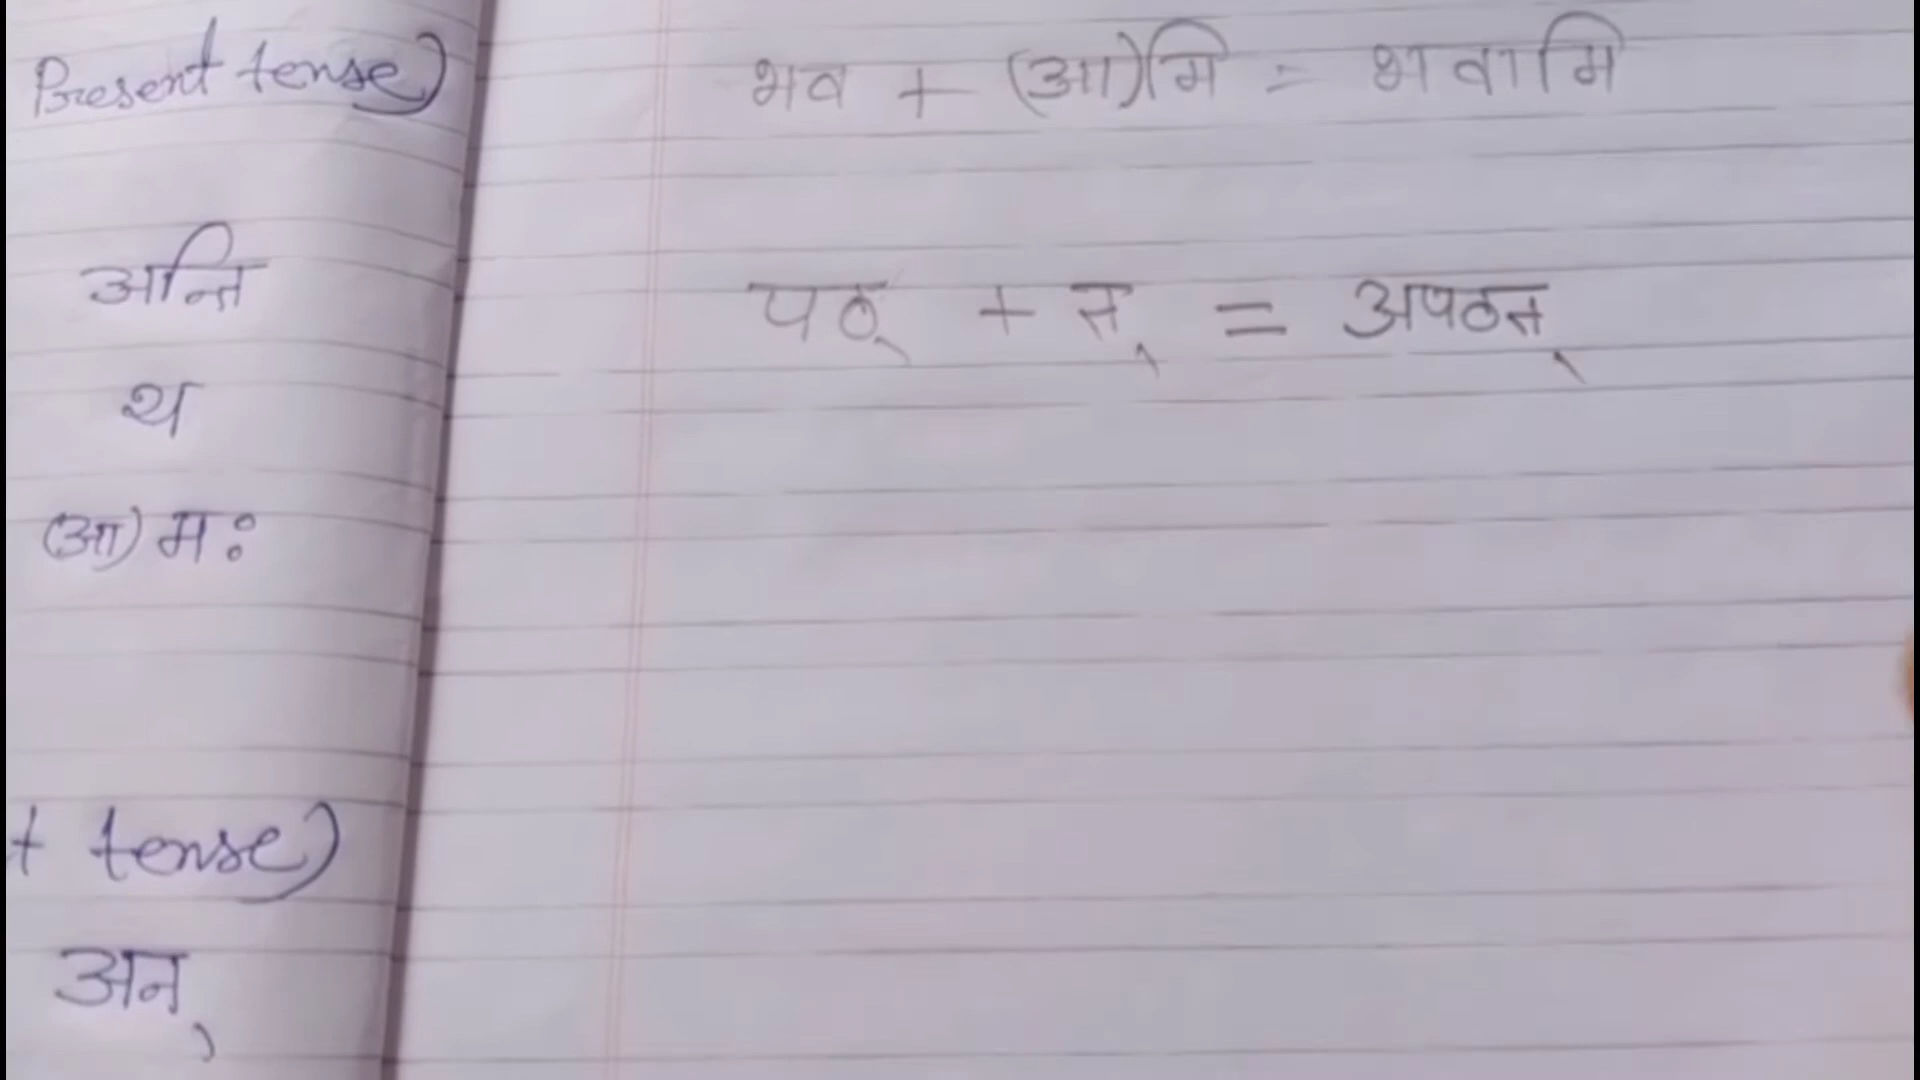 Present tense)
अन्ति
थ
(आ) मः
t tense)
अन्
भव + (आ)मि = भवामि
पठ् + त् = अपठत्